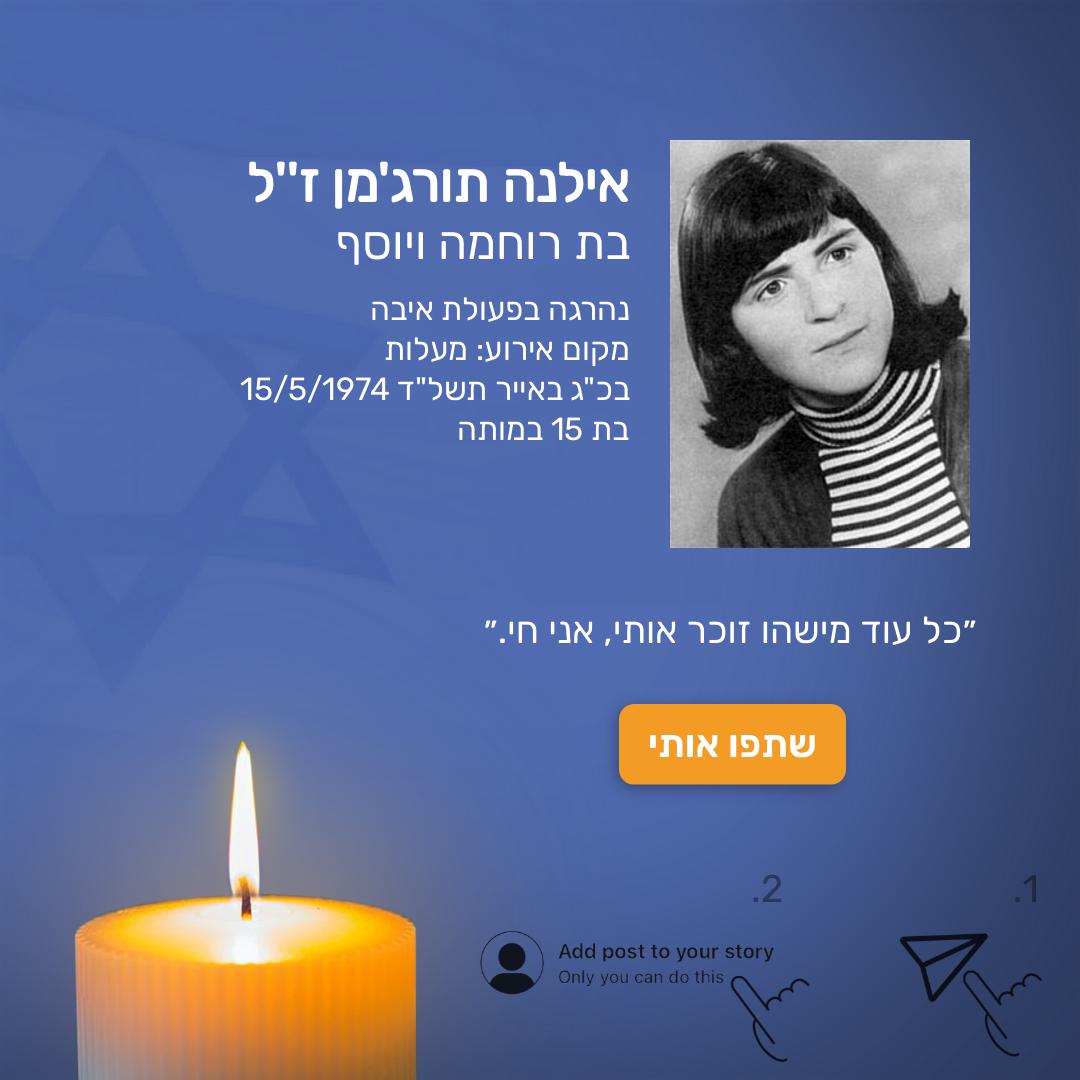 אילנה תורג'מן ז"ל
בת רוחמה ויוסף
נהרגה בפעולת איבה
מקום אירוע: מעלות
בכ"ג באייר תשל"ד 15/5/1974
בת 15 במותה
״כל עוד מישהו זוכר אותי, אני חי.״
שתפו אותי
1.
2.
Add post to your story
Only you can do this